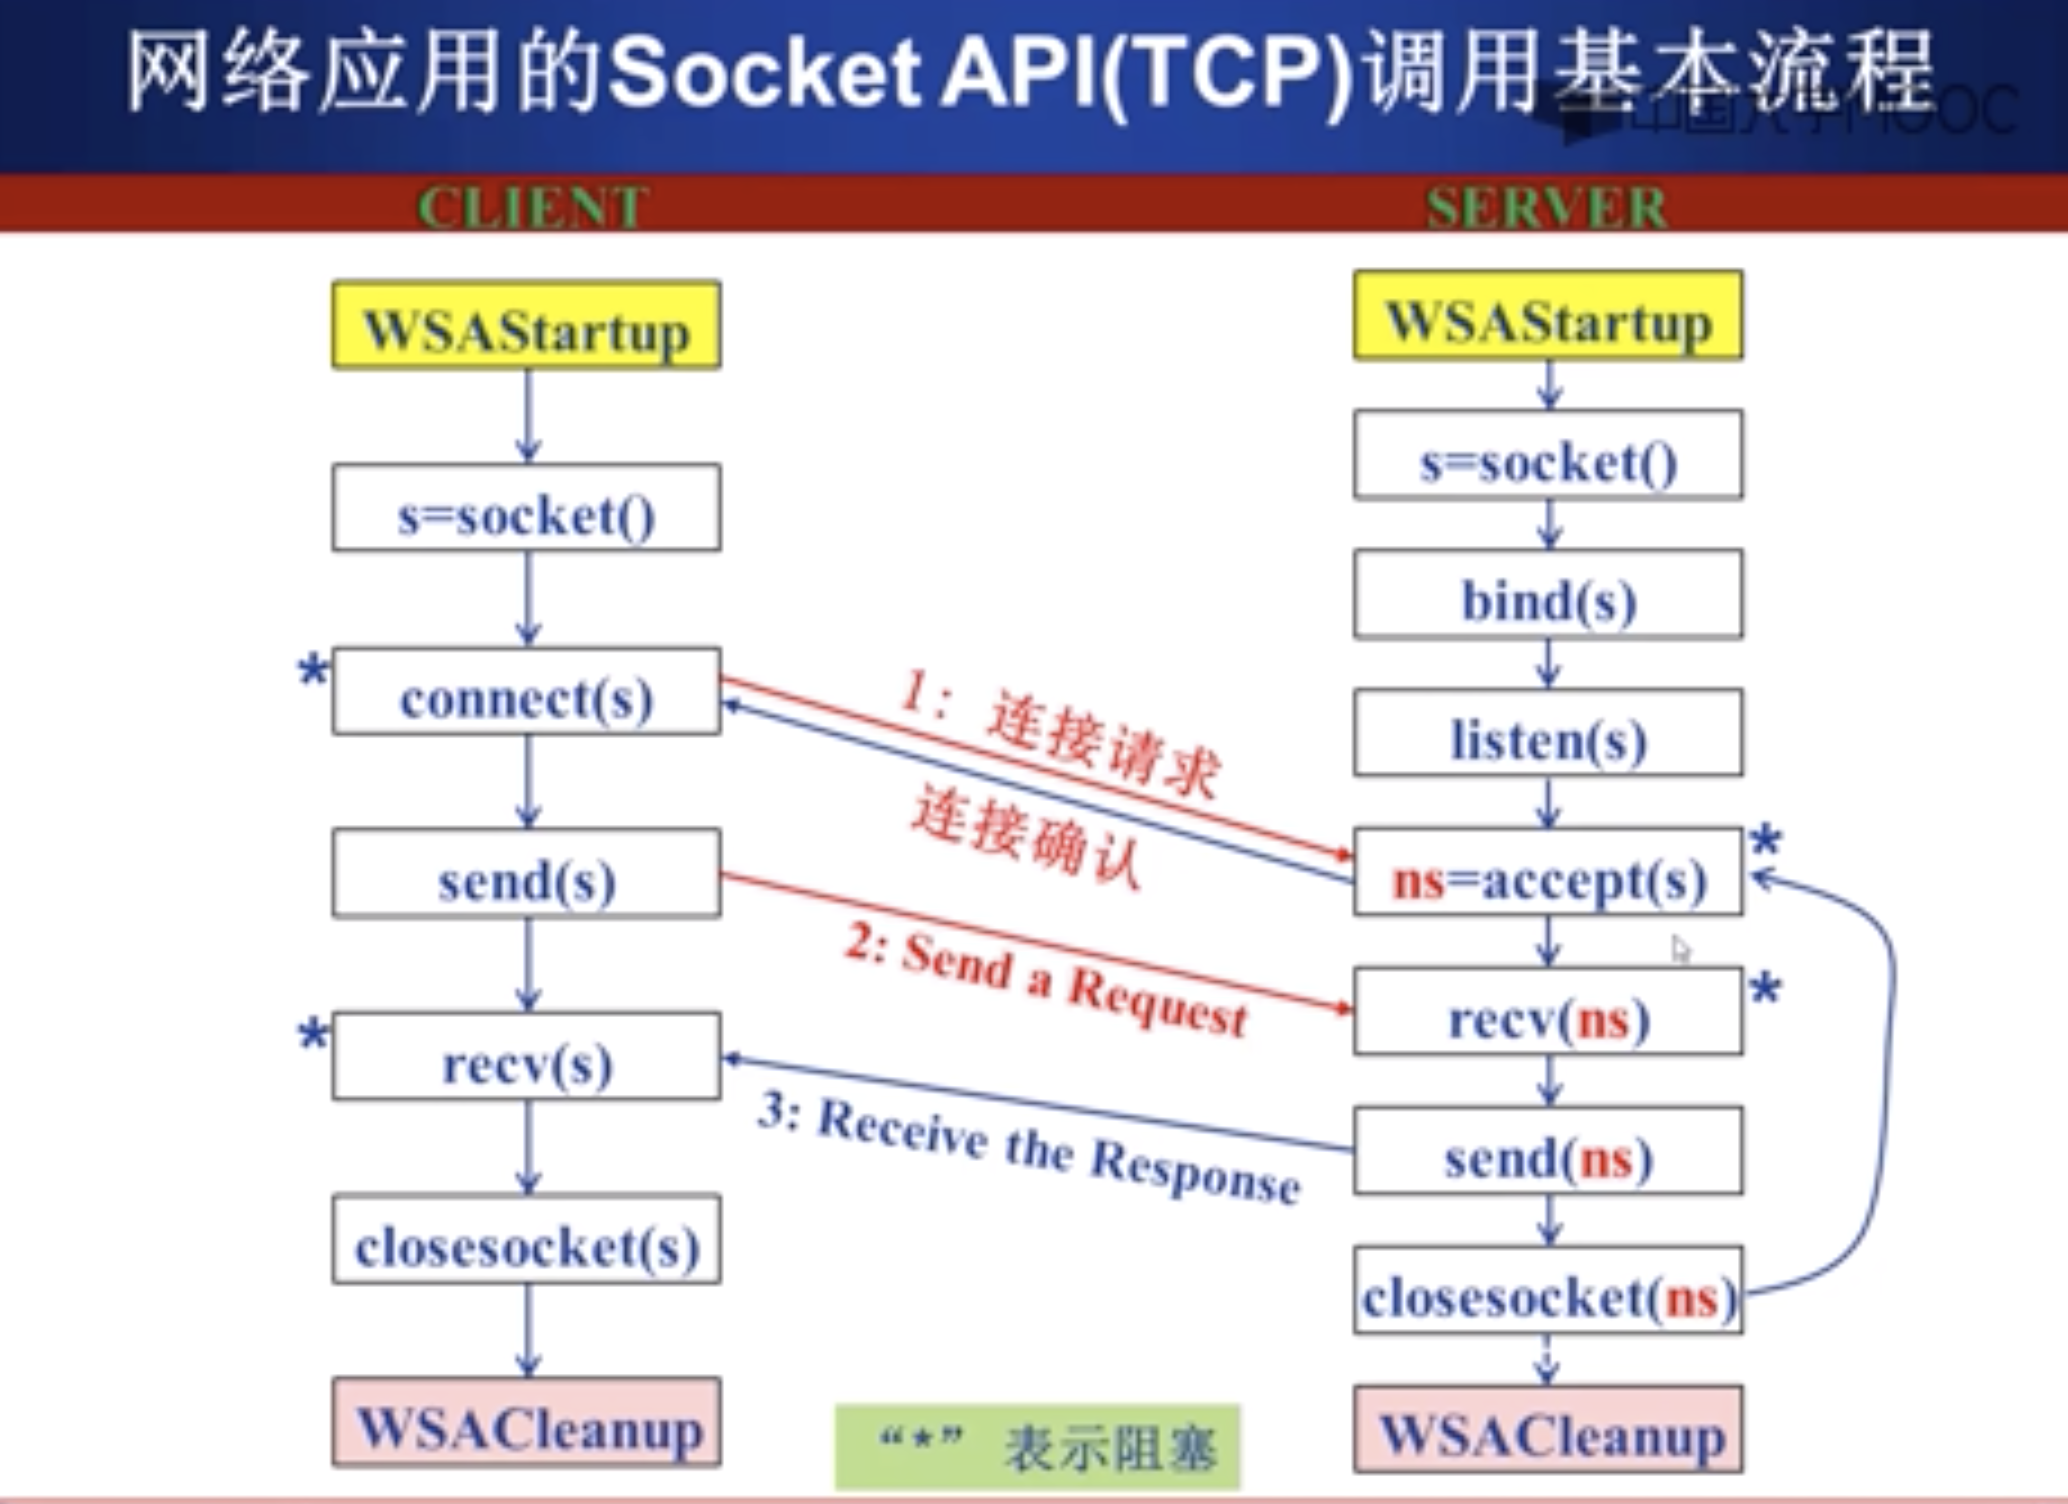 网络应用的Socket API(TCP)调用基本流程
中国大学MOOC
CLIENT
SERVER
WSAStartup
s=socket()
* connect(s)
send(s)
* recv(s)
closesocket(s)
WSACleanup
1：连接请求
连接确认
2: Send a Request
3: Receive the Response
WSAStartup
s=socket()
bind(s)
listen(s)
ns=accept(s) *
recv(ns) *
send(ns)
closesocket(ns)
WSACleanup
“*” 表示阻塞